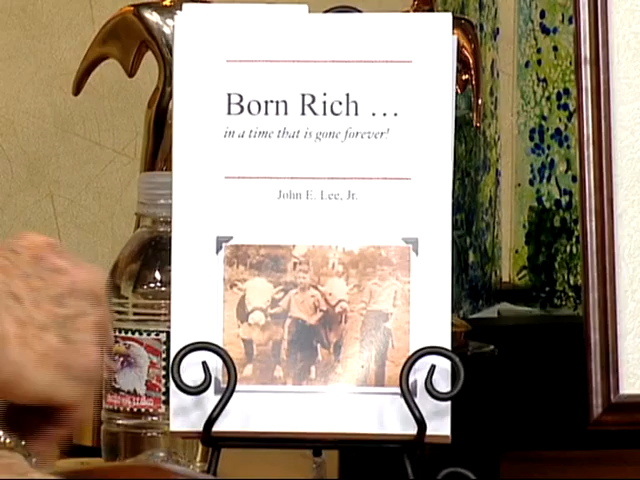 Born Rich ...
in a time that is gone forever!
John E. Lee, Jr.